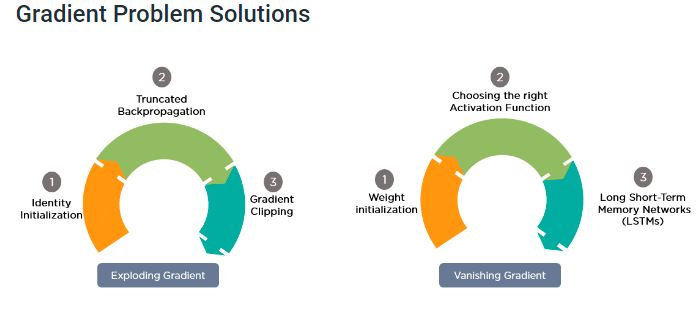 Gradient Problem Solutions
2
Truncated
Backpropagation
1
Identity
Initialization
3
Gradient
Clipping
Exploding Gradient
2
Choosing the right
Activation Function
1
Weight
initialization
3
Long Short-Term
Memory Networks
(LSTMs)
Vanishing Gradient